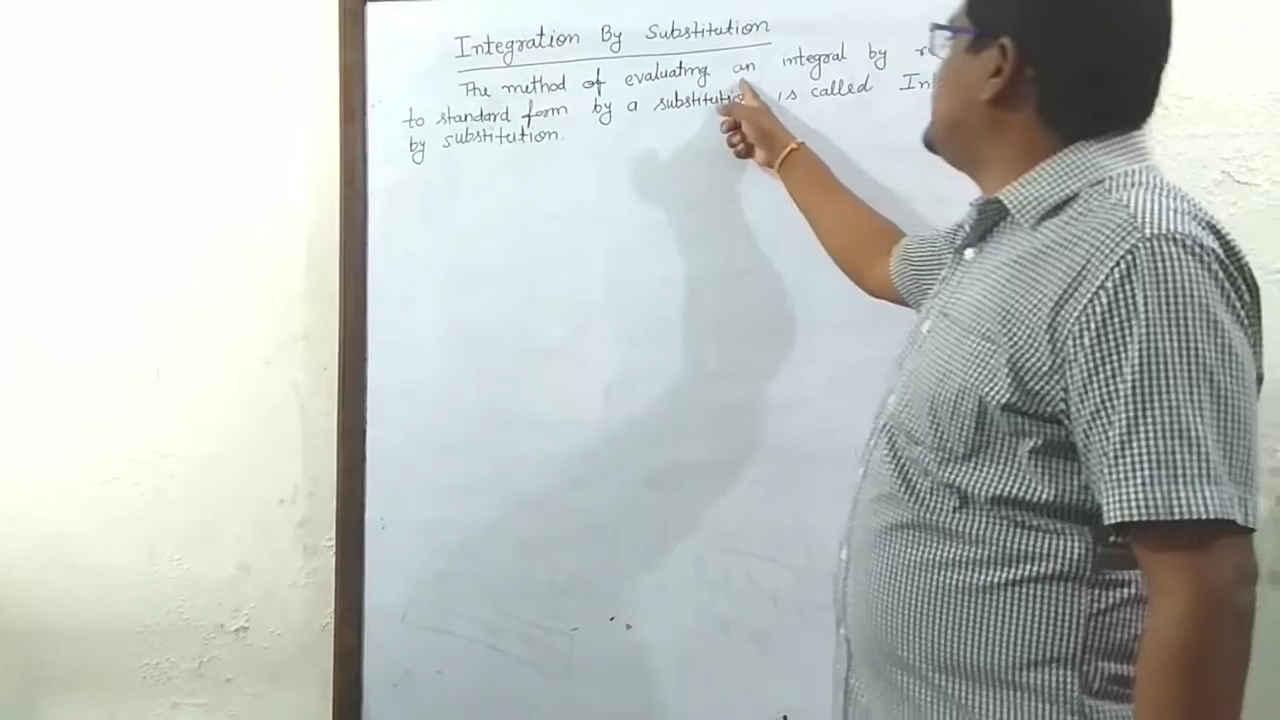 Integration By Substitution
The method of evaluating an integral by
to standard form by a substitution is called
by substitution.